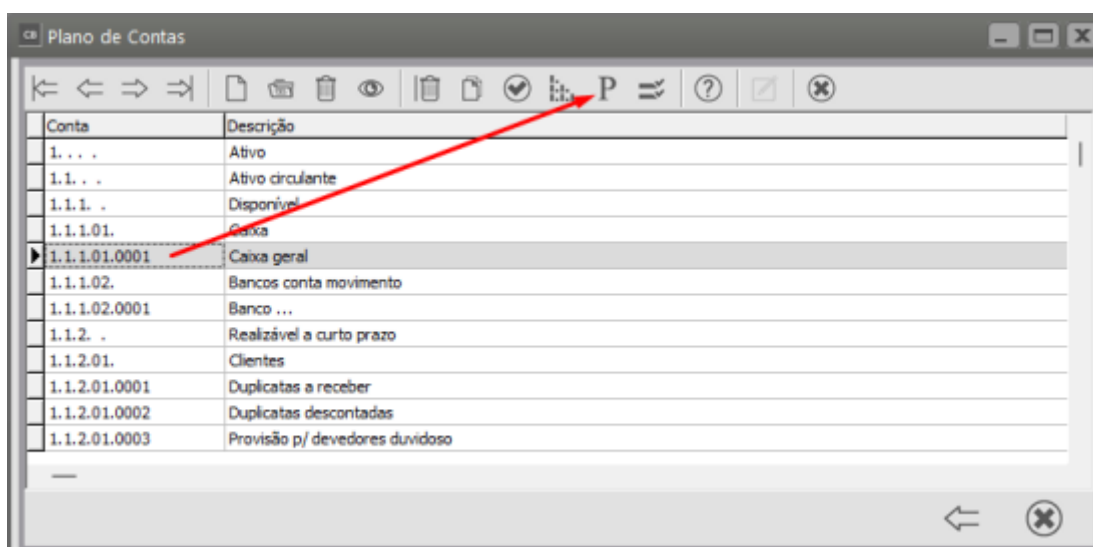 CB Plano de Contas
P ?
Conta Descrição
1. . . . Ativo
1.1. . . Ativo circulante
1.1.1. . Disponível
1.1.1.01. Caixa
1.1.1.01.0001 Caixa geral
1.1.1.02. Bancos conta movimento
1.1.1.02.0001 Banco ...
1.1.2. . Realizável a curto prazo
1.1.2.01. Clientes
1.1.2.01.0001 Duplicatas a receber
1.1.2.01.0002 Duplicatas descontadas
1.1.2.01.0003 Provisão p/ devedores duvidoso